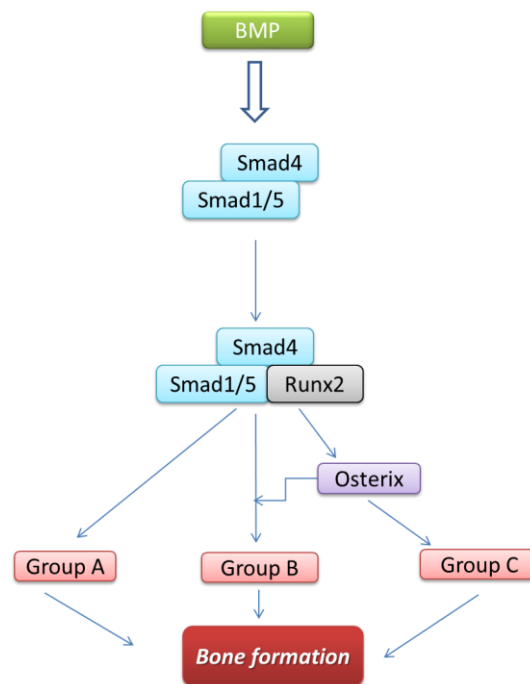 BMP
Smad4
Smad1/5
Smad4
Smad1/5
Runx2
Osterix
Group A
Group B
Group C
Bone formation